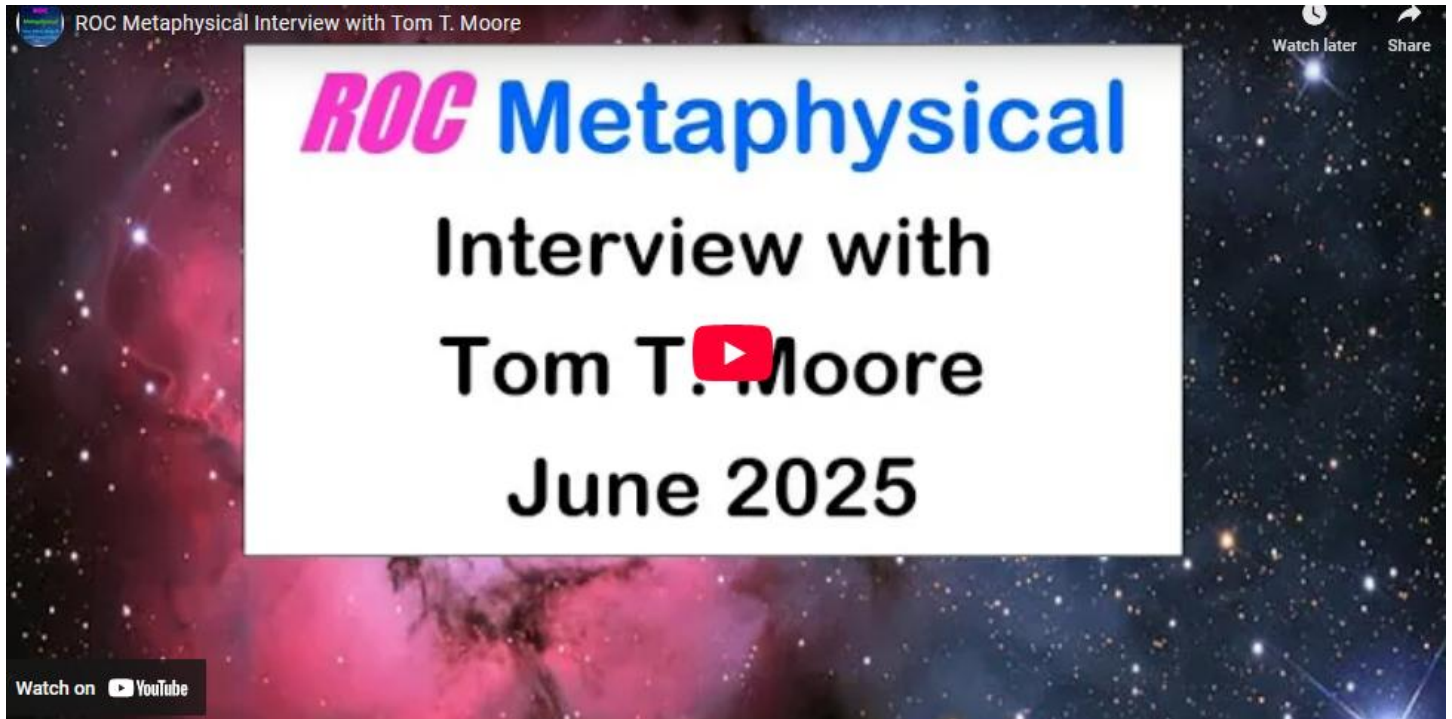 ROC Metaphysical Interview with Tom T. Moore
Watch later
Share
ROC Metaphysical
Interview with
Tom T. Moore
June 2025
Watch on YouTube